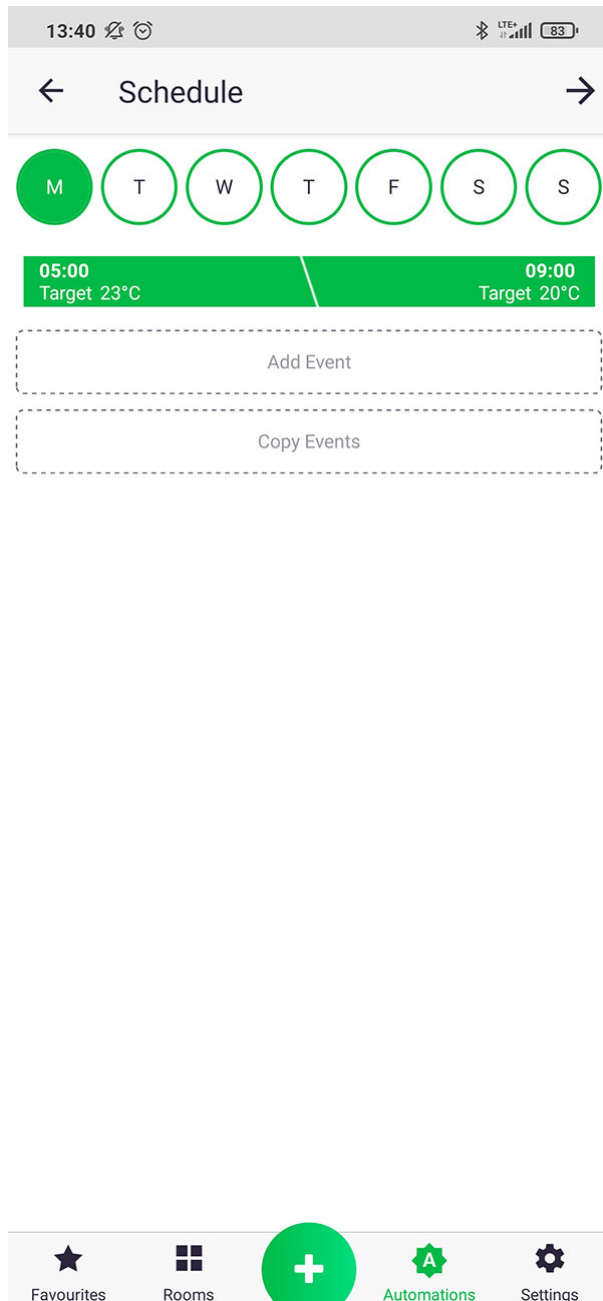 13:40 LTE+ 83
Schedule
M T W T F S S
05:00 09:00
Target 23°C Target 20°C
Add Event
Copy Events
A
Favourites Rooms Automations Settings